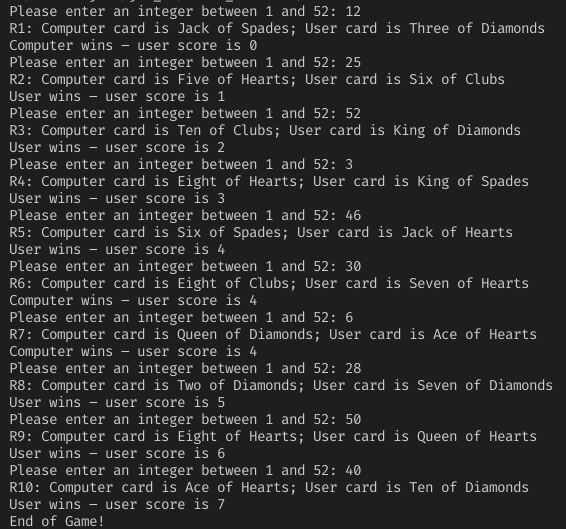 Please enter an integer between 1 and 52: 12
R1: Computer card is Jack of Spades; User card is Three of Diamonds
Computer wins – user score is 0
Please enter an integer between 1 and 52: 25
R2: Computer card is Five of Hearts; User card is Six of Clubs
User wins – user score is 1
Please enter an integer between 1 and 52: 52
R3: Computer card is Ten of Clubs; User card is King of Diamonds
User wins – user score is 2
Please enter an integer between 1 and 52: 3
R4: Computer card is Eight of Hearts; User card is King of Spades
User wins – user score is 3
Please enter an integer between 1 and 52: 46
R5: Computer card is Six of Spades; User card is Jack of Hearts
User wins – user score is 4
Please enter an integer between 1 and 52: 30
R6: Computer card is Eight of Clubs; User card is Seven of Hearts
Computer wins – user score is 4
Please enter an integer between 1 and 52: 6
R7: Computer card is Queen of Diamonds; User card is Ace of Hearts
Computer wins – user score is 4
Please enter an integer between 1 and 52: 28
R8: Computer card is Two of Diamonds; User card is Seven of Diamonds
User wins – user score is 5
Please enter an integer between 1 and 52: 50
R9: Computer card is Eight of Hearts; User card is Queen of Hearts
User wins – user score is 6
Please enter an integer between 1 and 52: 40
R10: Computer card is Ace of Hearts; User card is Ten of Diamonds
User wins – user score is 7
End of Game!